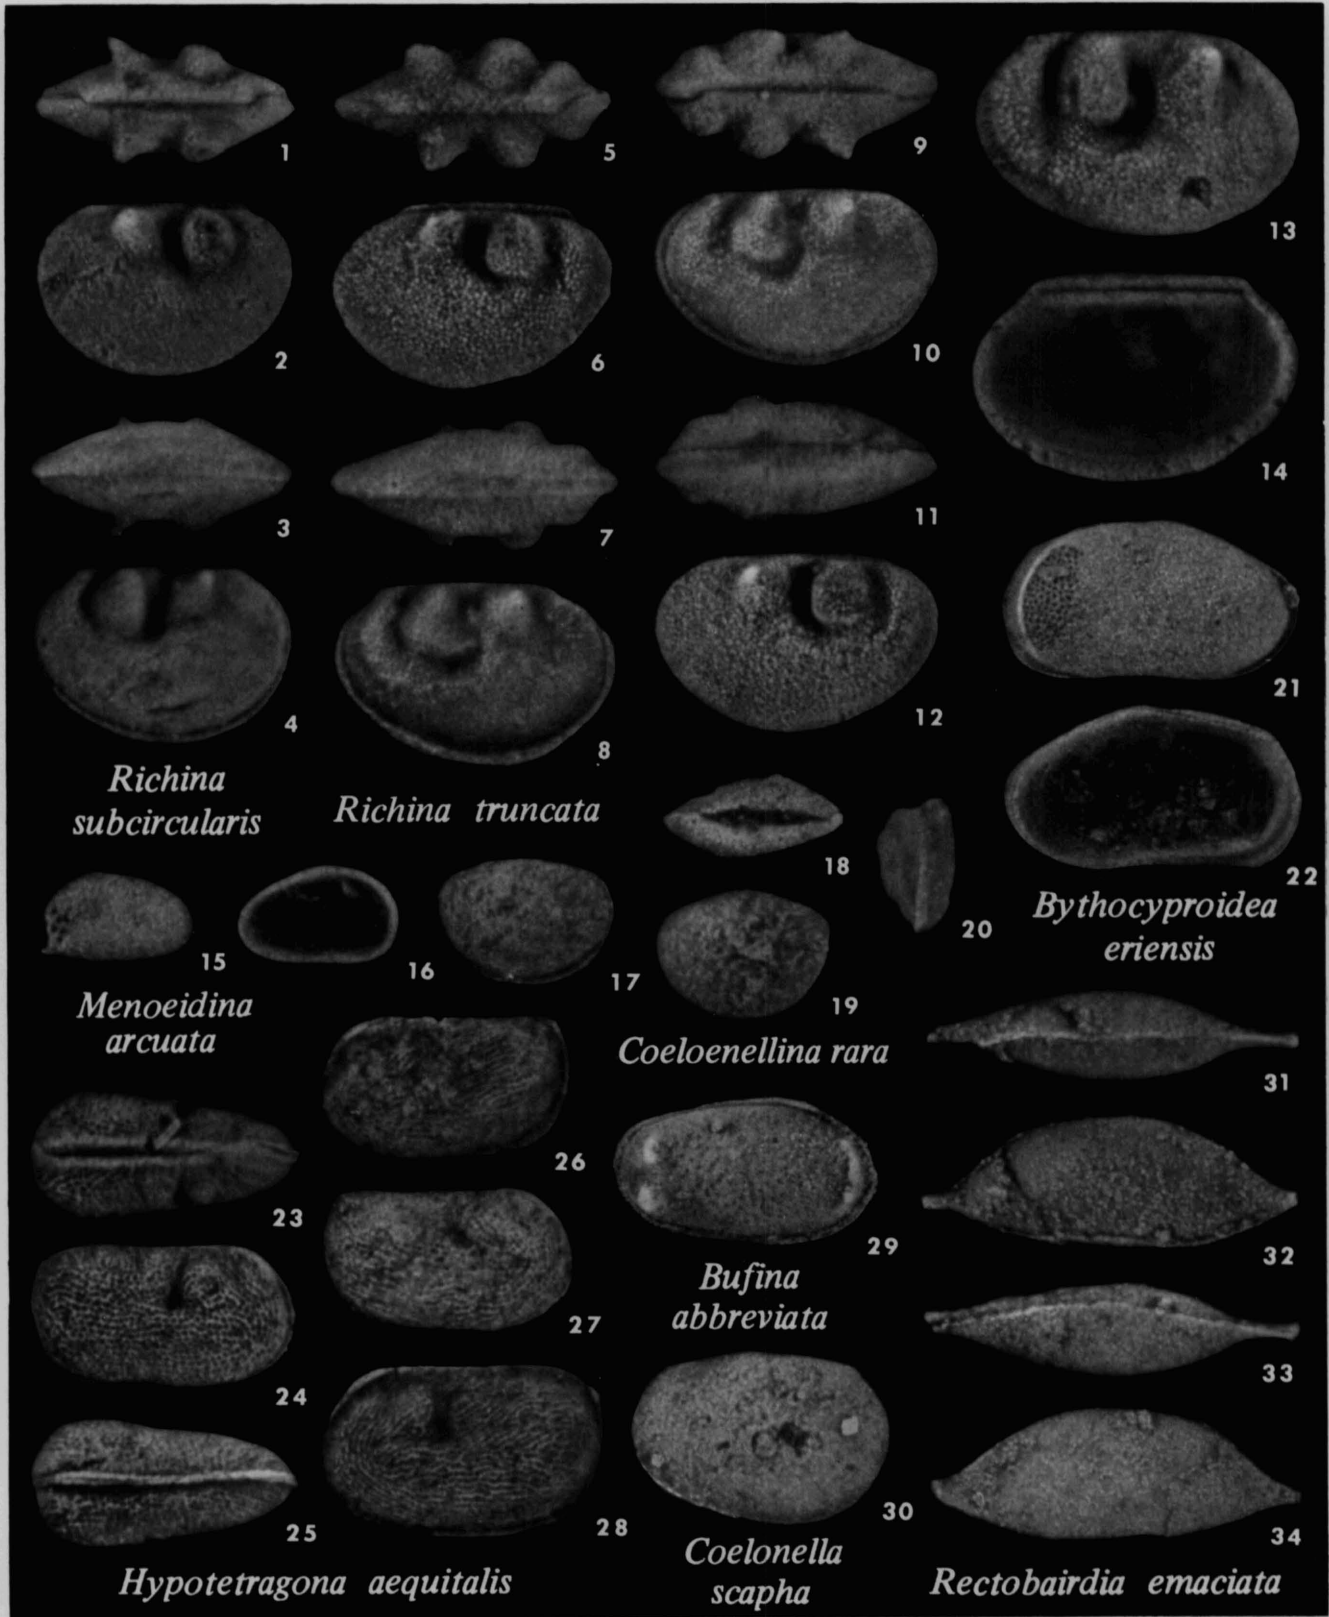 1
5
9
13
2
6
10
14
3
7
11
4
8
12
21
Richina
subcircularis
Richina truncata
18
20
22
Bythocyproidea
eriensis
15
16
17
19
Menoeidina
arcuata
Coeloenellina rara
31
23
26
29
32
24
27
Bufina
abbreviata
33
25
28
30
34
Hypotetragona aequitalis
Coelonella
scapha
Rectobairdia emaciata